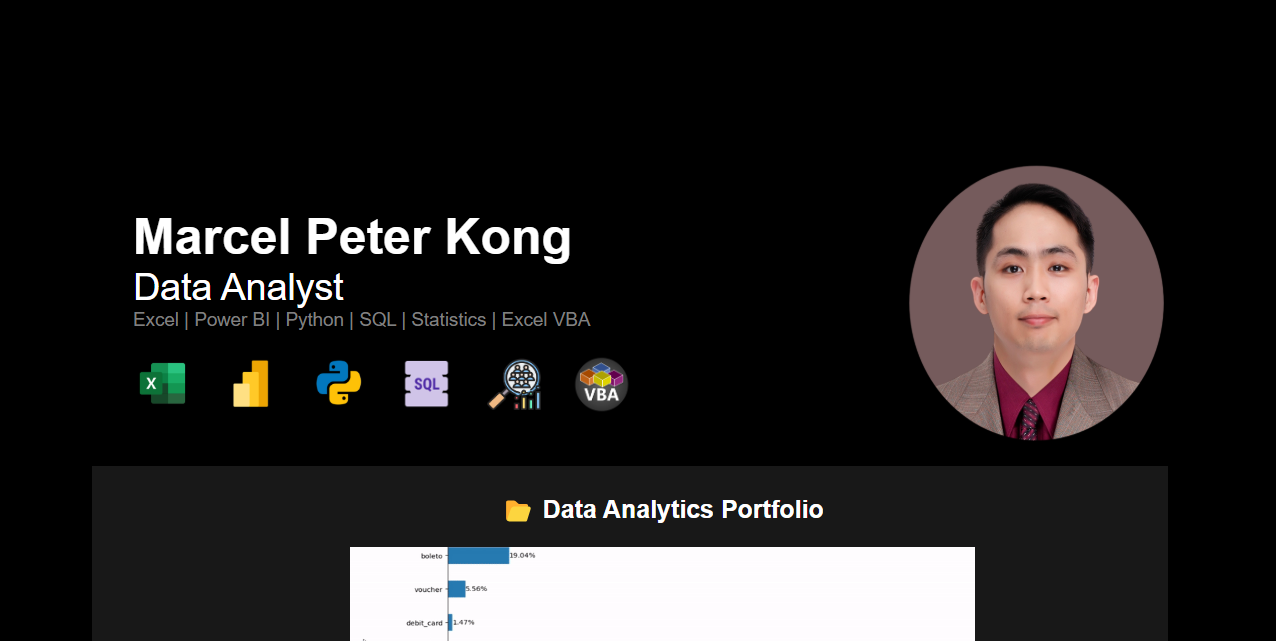 Marcel Peter Kong
Data Analyst
Excel | Power BI | Python | SQL | Statistics | Excel VBA
X
SQL
VBA
Data Analytics Portfolio
boleto 19.04%
voucher 5.56%
debit_card 1.47%